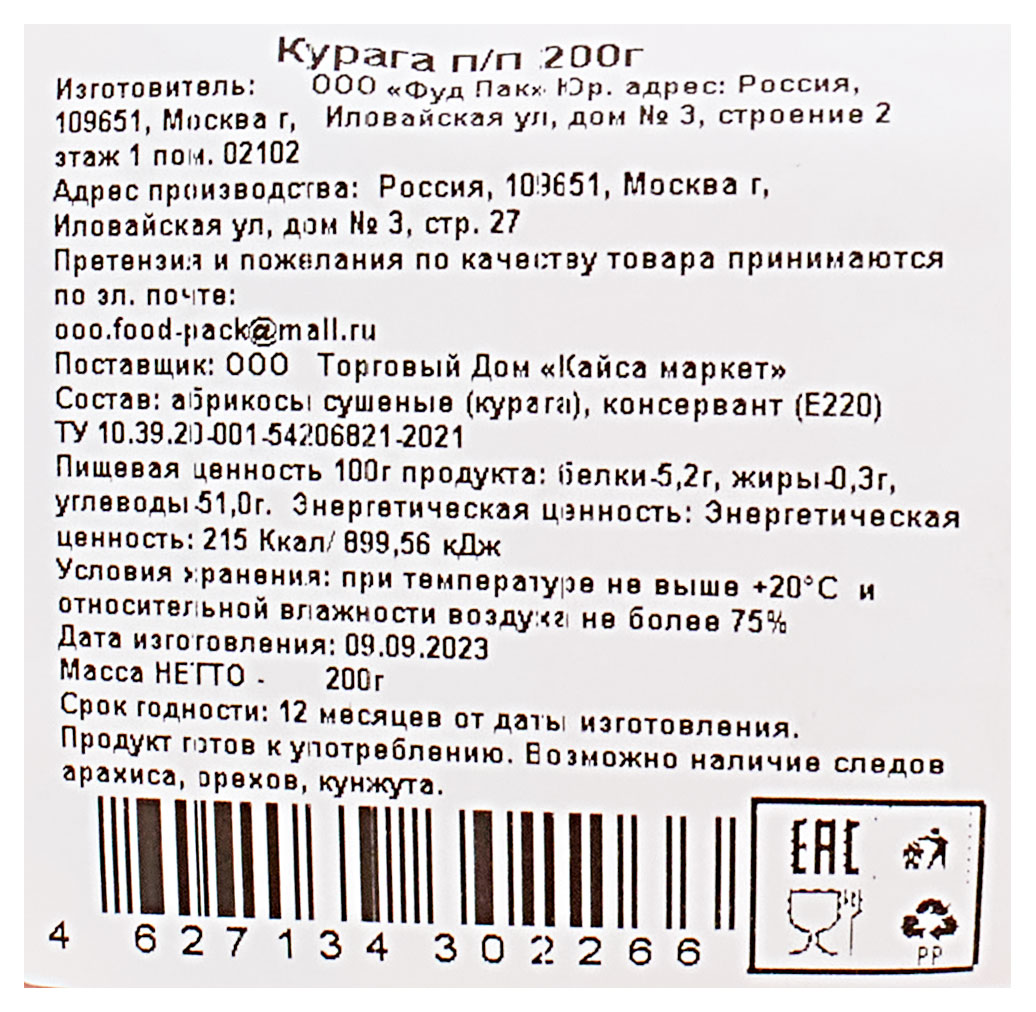 Курага п/п 200г
Изготовитель: ООО «Фуд Пак» Юр. адрес: Россия,
109651, Москва г, Иловайская ул, дом № 3, строение 2
этаж 1 пом. 02102
Адрес производства: Россия, 109651, Москва г,
Иловайская ул, дом № 3, стр. 27
Претензия и пожелания по качеству товара принимаются
по эл. почте:
ooo.food-pack@mail.ru
Поставщик: ООО Торговый Дом «Кайса маркет»
Состав: абрикосы сушеные (курага), консервант (Е220)
ТУ 10.39.20-001-54206821-2021
Пищевая ценность 100г продукта: белки-5,2г, жиры-0,3г,
углеводы-51,0г. Энергетическая ценность: Энергетическая
ценность: 215 Ккал/ 899,56 кДж
Условия хранения: при температуре не выше +20°С и
относительной влажности воздуха не более 75%
Дата изготовления: 09.09.2023
Масса НЕТТО - 200г
Срок годности: 12 месяцев от даты изготовления.
Продукт готов к употреблению. Возможно наличие следов
арахиса, орехов, кунжута.
EAC
4 627134 302266
PP